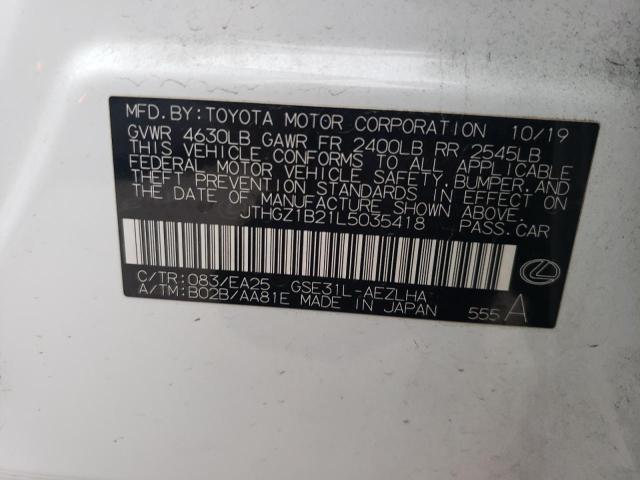 MFD.BY:TOYOTA MOTOR CORPORATION 10/19
GVWR 4630LB GAWR FR 2400LB RR 2545LB
THIS VEHICLE CONFORMS TO ALL APPLICABLE
FEDERAL MOTOR VEHICLE SAFETY,BUMPER,AND
THEFT PREVENTION STANDARDS IN EFFECT ON
THE DATE OF MANUFACTURE SHOWN ABOVE.
JTHGZ1B21L5035418 PASS.CAR
C/TR:083/EA25 GSE31L-AEZLHA
A/TM:B02B/AA81E MADE IN JAPAN 555 A